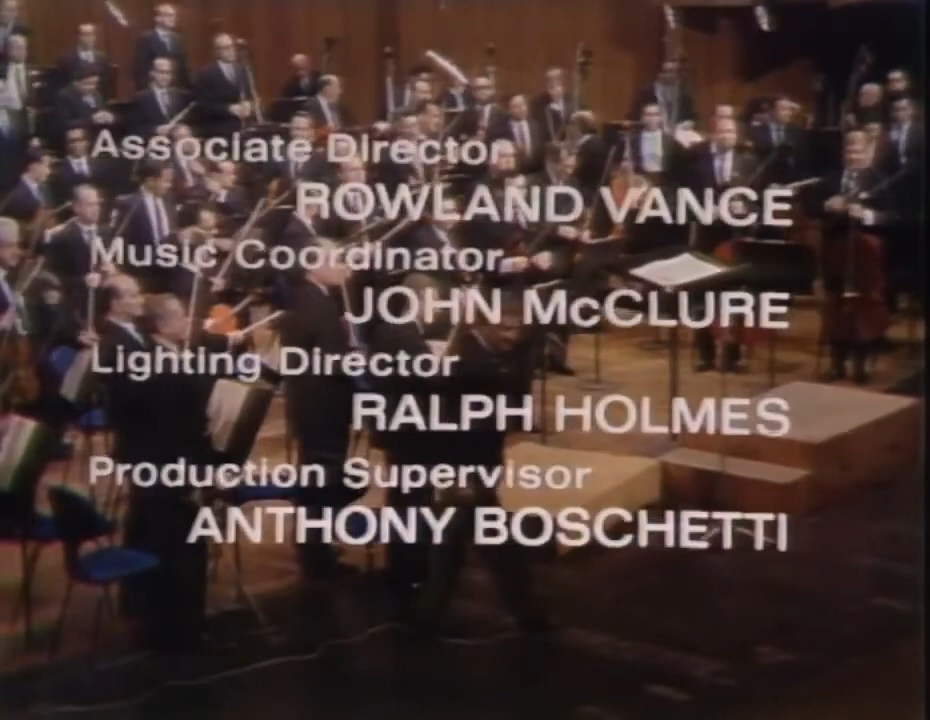 Associate Director
ROWLAND VANCE
Music Coordinator
JOHN McCLURE
Lighting Director
RALPH HOLMES
Production Supervisor
ANTHONY BOSCHETTI